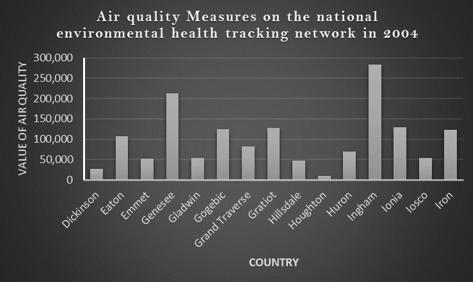 Air quality Measures on the national
environmental health tracking network in 2004
VALUE OF AIR QUALITY
300,000
250,000
200,000
150,000
100,000
50,000
0
Dickinson
Eaton
Emmet
Genesee
Gladwin
Gogebic
Grand Traverse
Gratiot
Hillsdale
Houghton
Huron
Ingham
Ionia
Iosco
Iron
COUNTRY